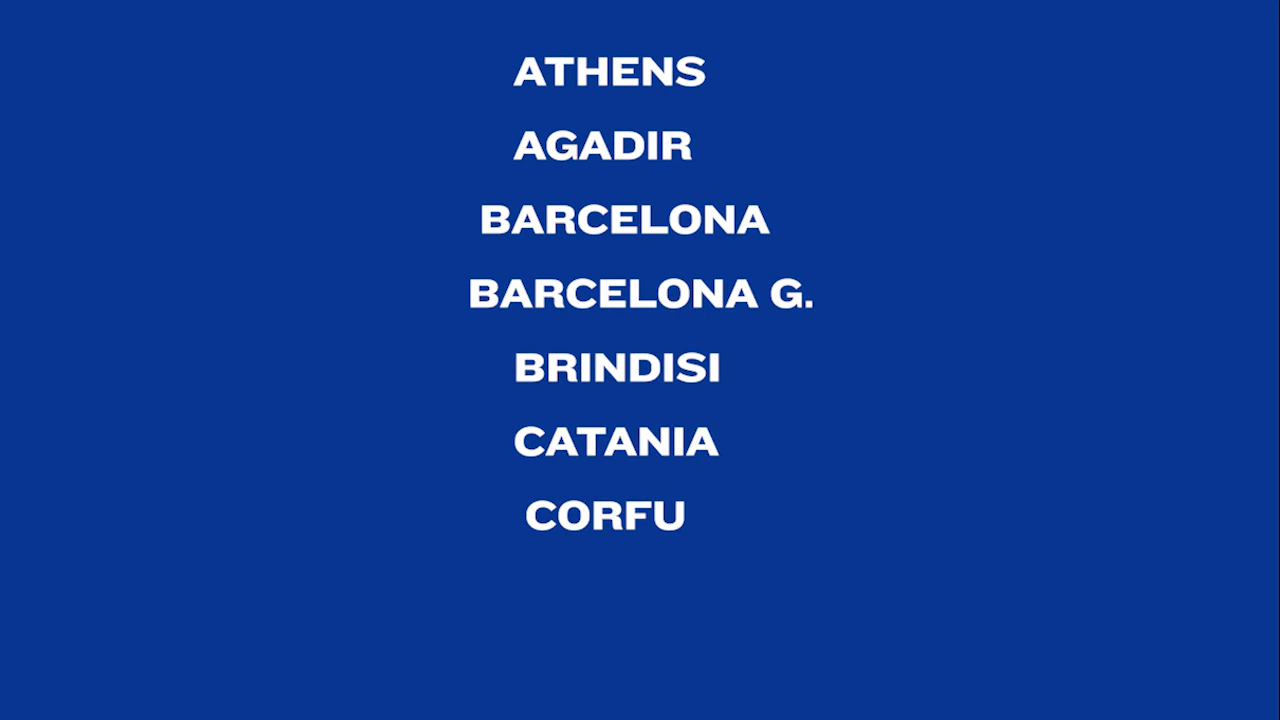 ATHENS
AGADIR
BARCELONA
BARCELONA G.
BRINDISI
CATANIA
CORFU